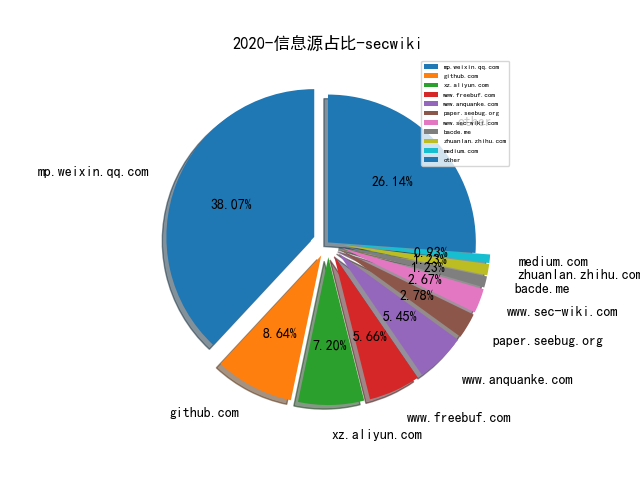 2020-信息源占比-secwiki
mp.weixin.qq.com
github.com
xz.aliyun.com
www.freebuf.com
www.anquanke.com
paper.seebug.org
www.sec-wiki.com
bacde.me
zhuanlan.zhihu.com
medium.com
other
other
mp.weixin.qq.com
38.07%
26.14%
0.93%
1.23%
1.23%
2.67%
2.78%
5.45%
5.66%
7.20%
8.64%
medium.com
zhuanlan.zhihu.com
bacde.me
www.sec-wiki.com
paper.seebug.org
www.anquanke.com
www.freebuf.com
xz.aliyun.com
github.com